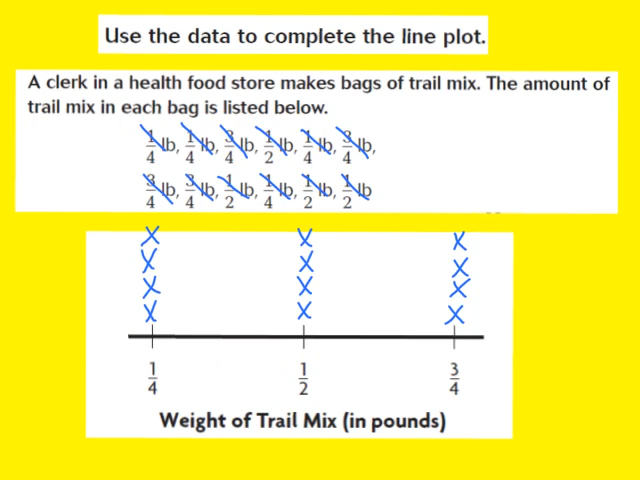 Use the data to complete the line plot.
A clerk in a health food store makes bags of trail mix. The amount of
trail mix in each bag is listed below.
1/4 lb, 1/4 lb, 3/4 lb, 1/2 lb, 1/4 lb, 3/4 lb,
3/4 lb, 3/4 lb, 1/2 lb, 1/4 lb, 1/2 lb, 1/2 lb
X X X
X X X
X X X
X X X
1/4 1/2 3/4
Weight of Trail Mix (in pounds)